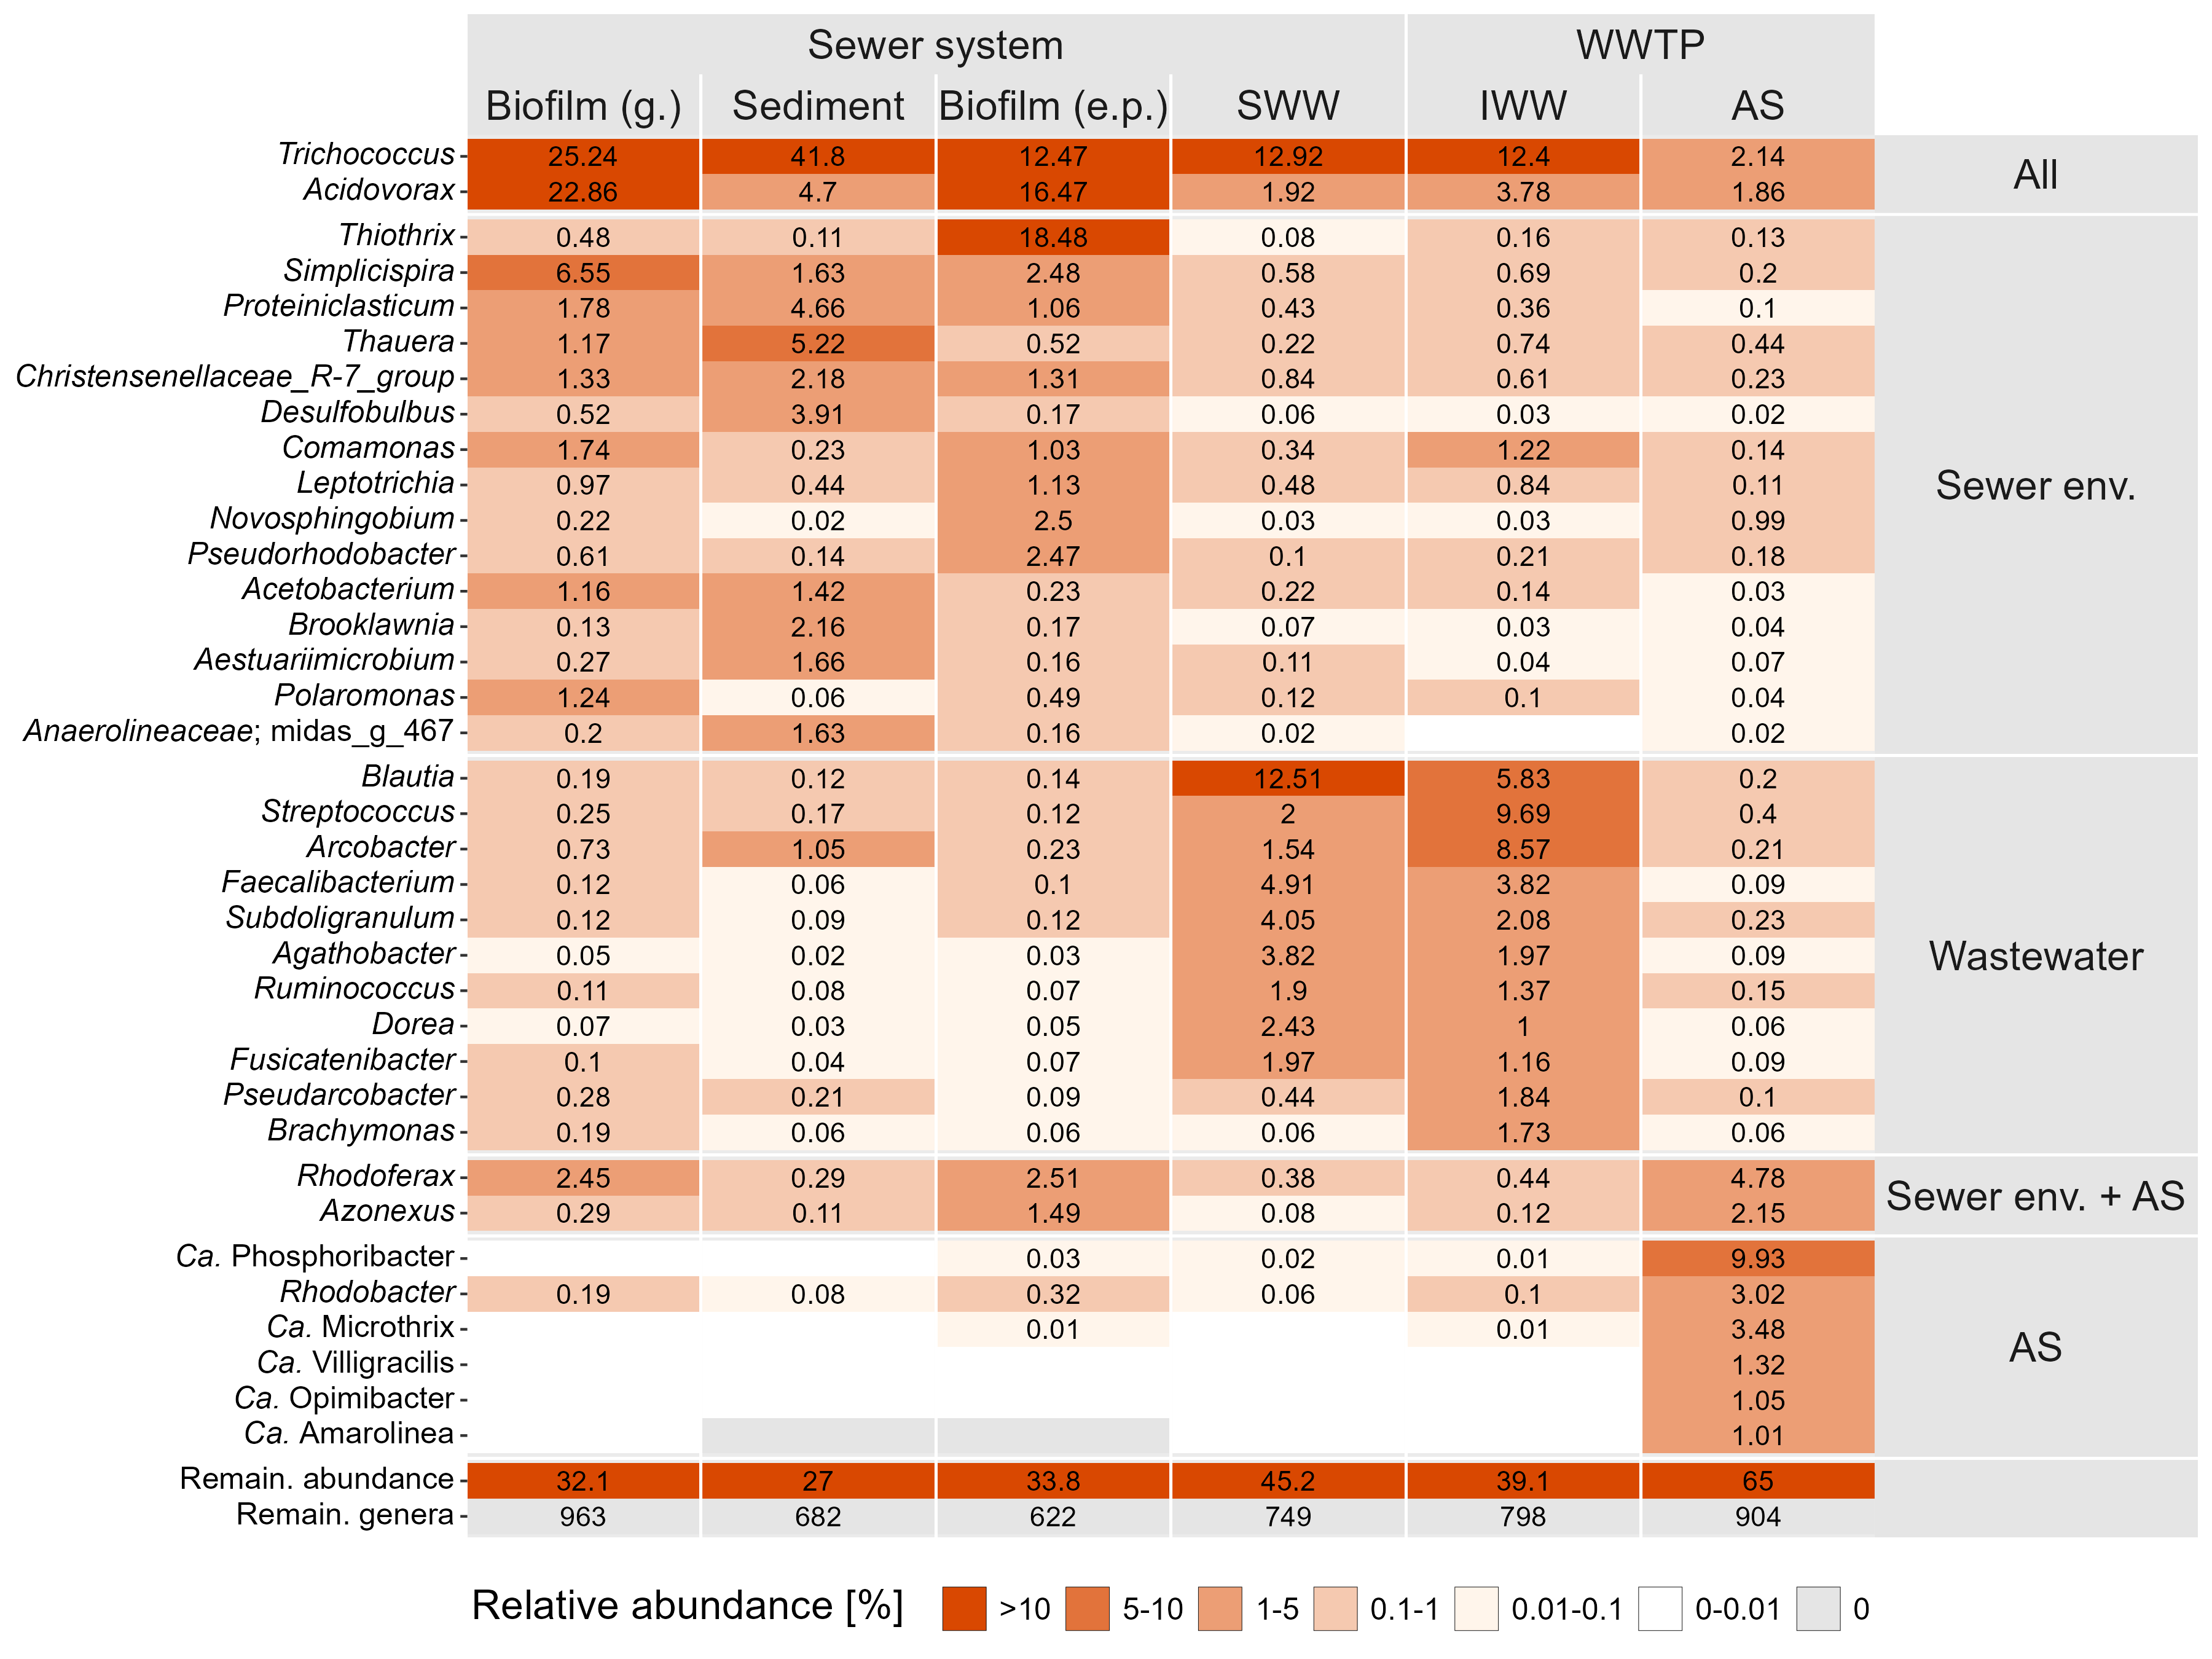 Sewer system WWTP
Biofilm (g.) Sediment Biofilm (e.p.) SWW IWW AS
Trichococcus 25.24 41.8 12.47 12.92 12.4 2.14
All
Acidovorax 22.86 4.7 16.47 1.92 3.78 1.86
Thiothrix 0.48 0.11 18.48 0.08 0.16 0.13
Simplicispira 6.55 1.63 2.48 0.58 0.69 0.2
Proteiniclasticum 1.78 4.66 1.06 0.43 0.36 0.1
Thauera 1.17 5.22 0.52 0.22 0.74 0.44
Christensenellaceae_R-7_group 1.33 2.18 1.31 0.84 0.61 0.23
Desulfobulbus 0.52 3.91 0.17 0.06 0.03 0.02
Comamonas 1.74 0.23 1.03 0.34 1.22 0.14
Leptotrichia 0.97 0.44 1.13 0.48 0.84 0.11
Sewer env.
Novosphingobium 0.22 0.02 2.5 0.03 0.03 0.99
Pseudorhodobacter 0.61 0.14 2.47 0.1 0.21 0.18
Acetobacterium 1.16 1.42 0.23 0.22 0.14 0.03
Brooklawnia 0.13 2.16 0.17 0.07 0.03 0.04
Aestuariimicrobium 0.27 1.66 0.16 0.11 0.04 0.07
Polaromonas 1.24 0.06 0.49 0.12 0.1 0.04
Anaerolineaceae; midas_g_467 0.2 1.63 0.16 0.02 0.02
Blautia 0.19 0.12 0.14 12.51 5.83 0.2
Streptococcus 0.25 0.17 0.12 2 9.69 0.4
Arcobacter 0.73 1.05 0.23 1.54 8.57 0.21
Faecalibacterium 0.12 0.06 0.1 4.91 3.82 0.09
Subdoligranulum 0.12 0.09 0.12 4.05 2.08 0.23
Agathobacter 0.05 0.02 0.03 3.82 1.97 0.09
Wastewater
Ruminococcus 0.11 0.08 0.07 1.9 1.37 0.15
Dorea 0.07 0.03 0.05 2.43 1 0.06
Fusicatenibacter 0.1 0.04 0.07 1.97 1.16 0.09
Pseudarcobacter 0.28 0.21 0.09 0.44 1.84 0.1
Brachymonas 0.19 0.06 0.06 0.06 1.73 0.06
Rhodoferax 2.45 0.29 2.51 0.38 0.44 4.78
Sewer env. + AS
Azonexus 0.29 0.11 1.49 0.08 0.12 2.15
Ca. Phosphoribacter 0.03 0.02 0.01 9.93
Rhodobacter 0.19 0.08 0.32 0.06 0.1 3.02
Ca. Microthrix 0.01 0.01 3.48
AS
Ca. Villigracilis 1.32
Ca. Opimibacter 1.05
Ca. Amarolinea 1.01
Remain. abundance 32.1 27 33.8 45.2 39.1 65
Remain. genera 963 682 622 749 798 904
Relative abundance [%] >10 5-10 1-5 0.1-1 0.01-0.1 0-0.01 0